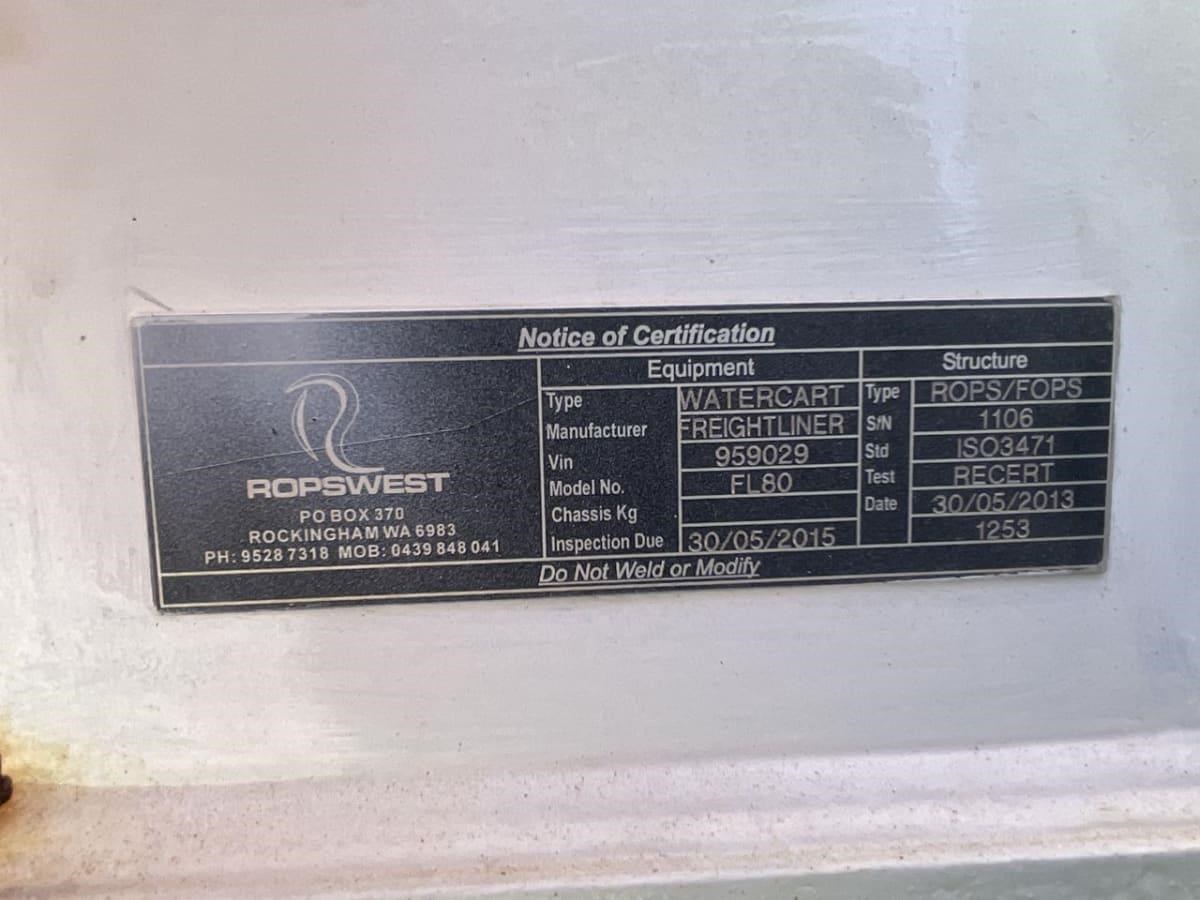 Notice of Certification
ROPSWEST
PO BOX 370
ROCKINGHAM WA 6983
PH: 9528 7318 MOB: 0439 848 041
Equipment
Type WATERCART
Manufacturer FREIGHTLINER
Vin 959029
Model No. FL80
Chassis Kg
Inspection Due 30/05/2015
Structure
Type ROPS/FOPS
S/N 1106
Std ISO3471
Test RECERT
Date 30/05/2013
1253
Do Not Weld or Modify